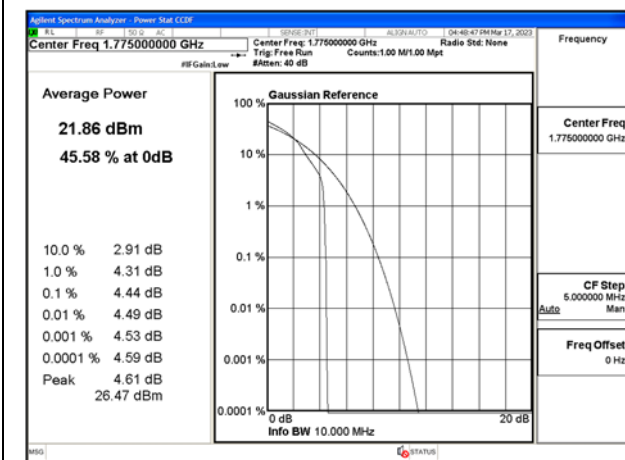 Agilent Spectrum Analyzer - Power Stat CCDF
RL RF 50 Ω AC SENSE:INT ALIGN AUTO 04:48:47 PM Mar 17, 2023
Center Freq 1.775000000 GHz
Center Freq: 1.775000000 GHz Radio Std: None
Trig: Free Run Counts:1.00 M/1.00 Mpt
#IFGain:Low #Atten: 40 dB
Frequency
Average Power
21.86 dBm
45.58 % at 0dB
10.0 % 2.91 dB
1.0 % 4.31 dB
0.1 % 4.44 dB
0.01 % 4.49 dB
0.001 % 4.53 dB
0.0001 % 4.59 dB
Peak 4.61 dB
26.47 dBm
Gaussian Reference
100 %
10 %
1 %
0.1 %
0.01 %
0.001 %
0.0001 %
0 dB 20 dB
Info BW 10.000 MHz
Center Freq
1.775000000 GHz
CF Step
5.000000 MHz
Auto Man
Freq Offset
0 Hz
MSG STATUS